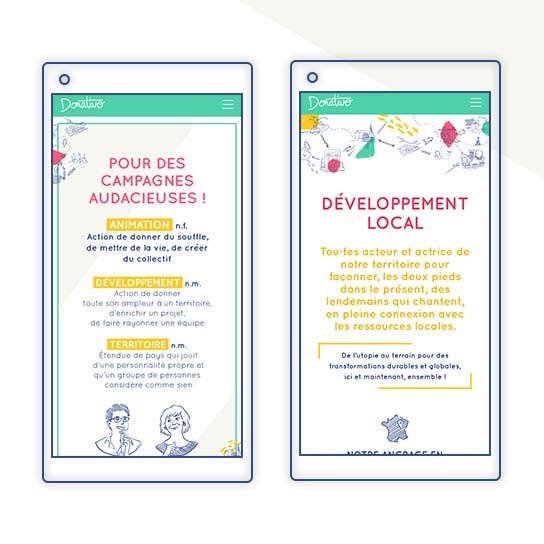 Donativo
POUR DES
CAMPAGNES
AUDACIEUSES !
ANIMATION n.f.
Action de donner du souffle,
de mettre de la vie, de créer
du collectif
DÉVELOPPEMENT n.m.
Action de donner
toute son ampleur à un territoire,
d'enrichir un projet,
de faire rayonner une équipe
TERRITOIRE n.m.
Étendue de pays qui jouit
d'une personnalité propre et
qu'un groupe de personnes
considère comme sien
Donativo
DÉVELOPPEMENT
LOCAL
Tou·tes acteur et actrice de
notre territoire pour
façonner, les deux pieds
dans le présent, des
lendemains qui chantent,
en pleine connexion avec
les ressources locales.
De l'utopie au terrain pour des
transformations durables et globales,
ici et maintenant, ensemble !
NOTRE ANCRAGE EN